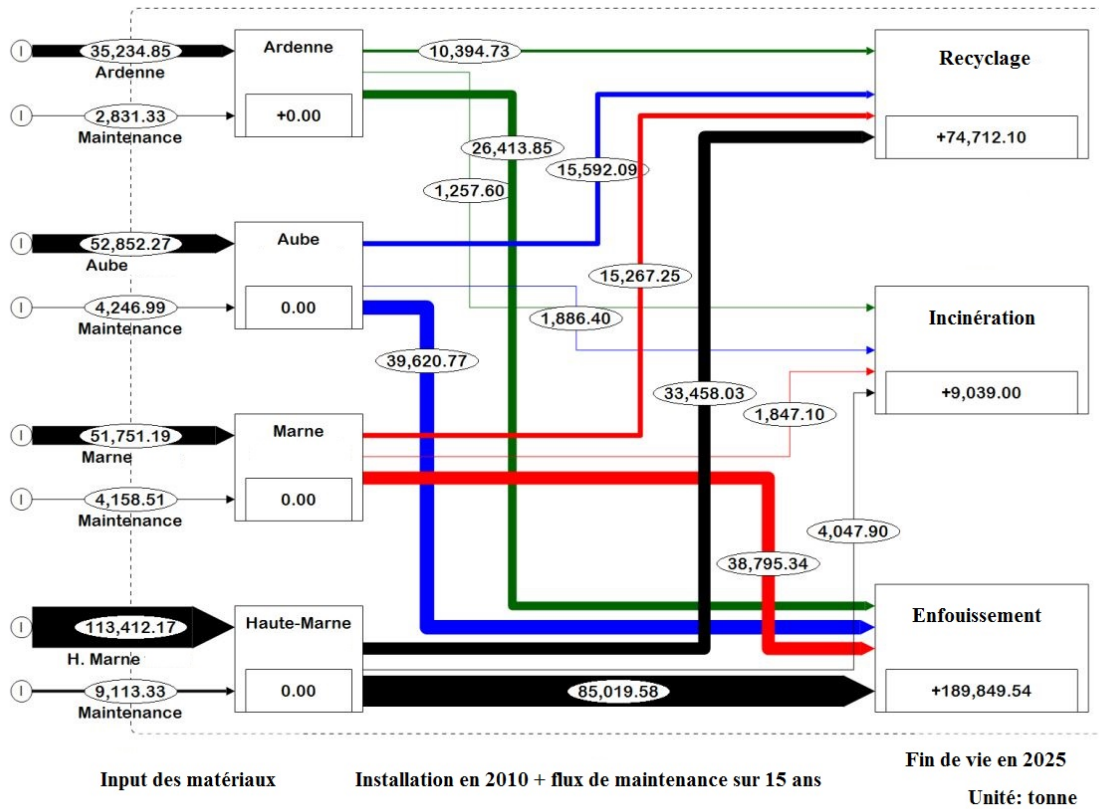 I
35,234.85
Ardenne
I
2,831.33
Maintenance
Ardenne
+0.00
10,394.73
26,413.85
1,257.60
15,592.09
Recyclage
+74,712.10
I
52,852.27
Aube
I
4,246.99
Maintenance
Aube
0.00
39,620.77
15,267.25
1,886.40
Incinération
+9,039.00
I
51,751.19
Marne
I
4,158.51
Maintenance
Marne
0.00
33,458.03
1,847.10
4,047.90
38,795.34
I
113,412.17
H. Marne
I
9,113.33
Maintenance
Haute-Marne
0.00
85,019.58
Enfouissement
+189,849.54
Input des matériaux
Installation en 2010 + flux de maintenance sur 15 ans
Fin de vie en 2025
Unité: tonne